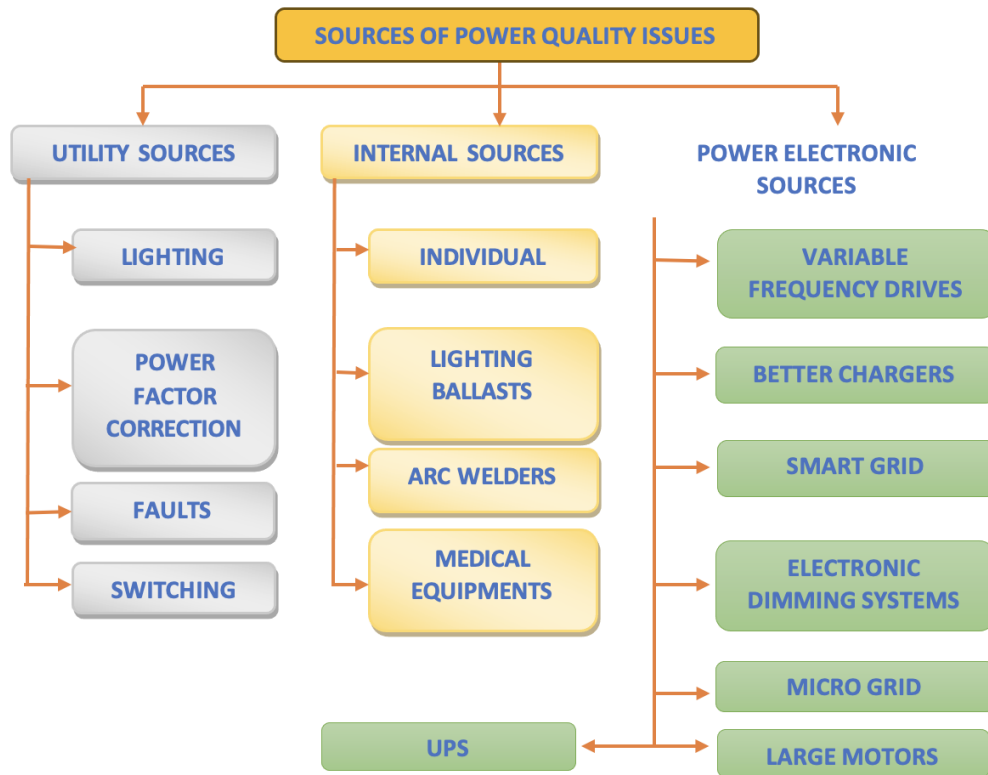 SOURCES OF POWER QUALITY ISSUES
UTILITY SOURCES
LIGHTING
POWER
FACTOR
CORRECTION
FAULTS
SWITCHING
INTERNAL SOURCES
INDIVIDUAL
LIGHTING
BALLASTS
ARC WELDERS
MEDICAL
EQUIPMENTS
POWER ELECTRONIC
SOURCES
VARIABLE
FREQUENCY DRIVES
BETTER CHARGERS
SMART GRID
ELECTRONIC
DIMMING SYSTEMS
MICRO GRID
UPS
LARGE MOTORS